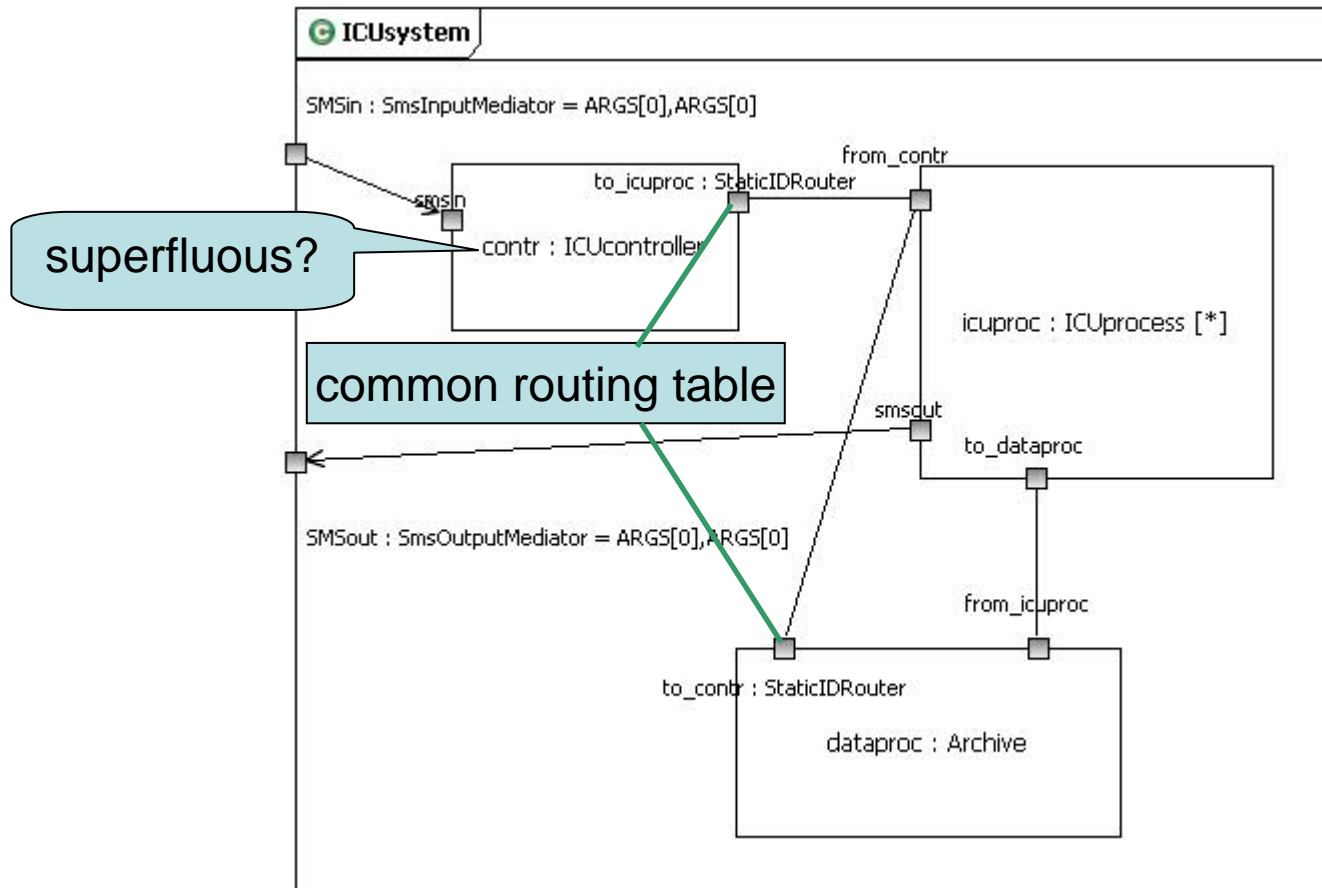 C ICUsystem
SMSin : SmsInputMediator = ARGS[0],ARGS[0]
from_contr
to_icuproc : StaticIDRouter
smsin
superfluous?
contr : ICUcontroller
icuproc : ICUprocess [*]
common routing table
smsout
to_dataproc
SMSout : SmsOutputMediator = ARGS[0],ARGS[0]
from_icuproc
to_contr : StaticIDRouter
dataproc : Archive